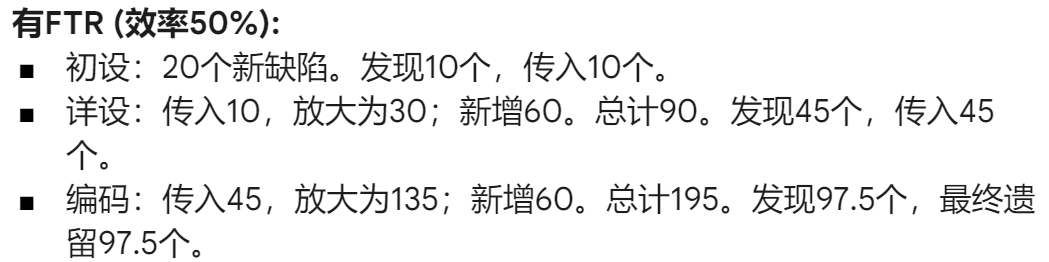 有FTR (效率50%):
■ 初设：20个新缺陷。发现10个，传入10个。
■ 详设：传入10，放大为30；新增60。总计90。发现45个，传入45
个。
■ 编码：传入45，放大为135；新增60。总计195。发现97.5个，最终遗
留97.5个。